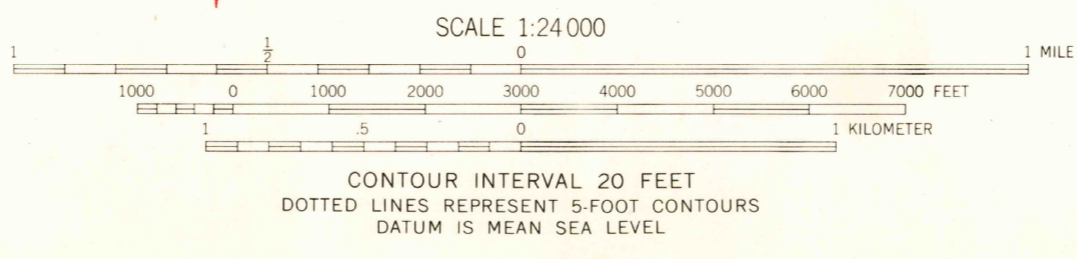 SCALE 1:24 000
1 1/2 0 1 MILE
1000 0 1000 2000 3000 4000 5000 6000 7000 FEET
1 .5 0 1 KILOMETER
CONTOUR INTERVAL 20 FEET
DOTTED LINES REPRESENT 5-FOOT CONTOURS
DATUM IS MEAN SEA LEVEL